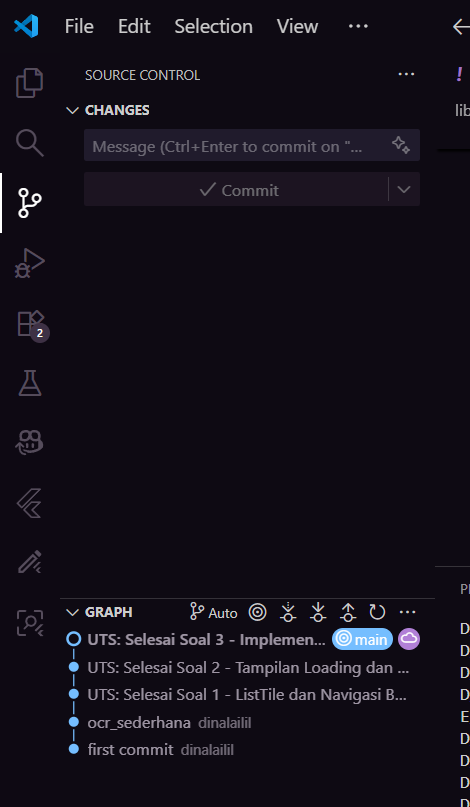 File Edit Selection View ...
SOURCE CONTROL ...
lib
CHANGES
Message (Ctrl+Enter to commit on "...
Commit
2
GRAPH Auto ...
UTS: Selesai Soal 3 - Implemen... main
UTS: Selesai Soal 2 - Tampilan Loading dan ...
UTS: Selesai Soal 1 - ListTile dan Navigasi B...
ocr_sederhana dinalailil
first commit dinalailil